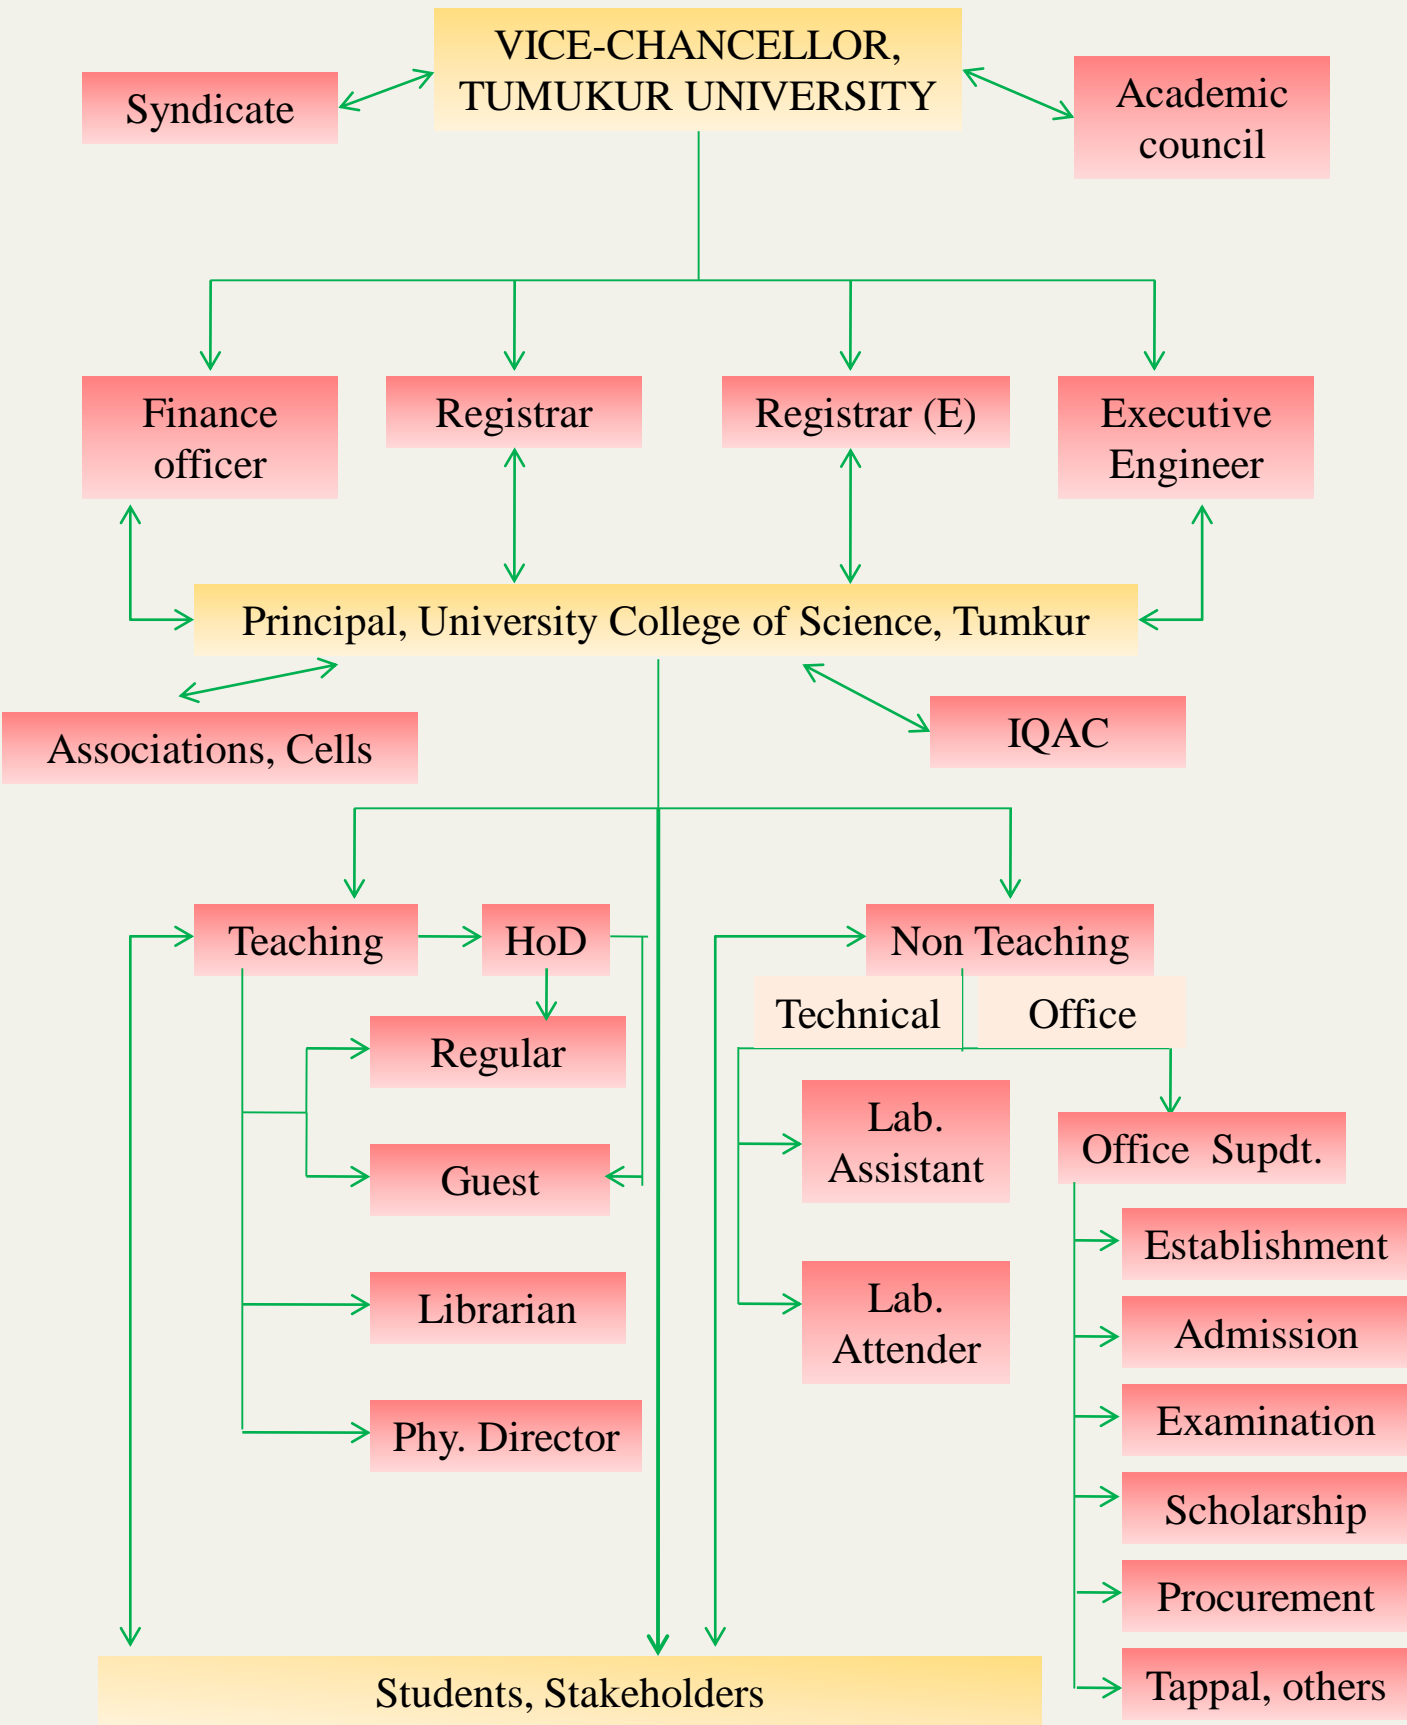 VICE-CHANCELLOR,
TUMUKUR UNIVERSITY
Syndicate
Academic
council
Finance
officer
Registrar
Registrar (E)
Executive
Engineer
Principal, University College of Science, Tumkur
Associations, Cells
IQAC
Teaching
HoD
Non Teaching
Technical
Office
Regular
Guest
Librarian
Phy. Director
Lab.
Assistant
Lab.
Attender
Office Supdt.
Establishment
Admission
Examination
Scholarship
Procurement
Tappal, others
Students, Stakeholders